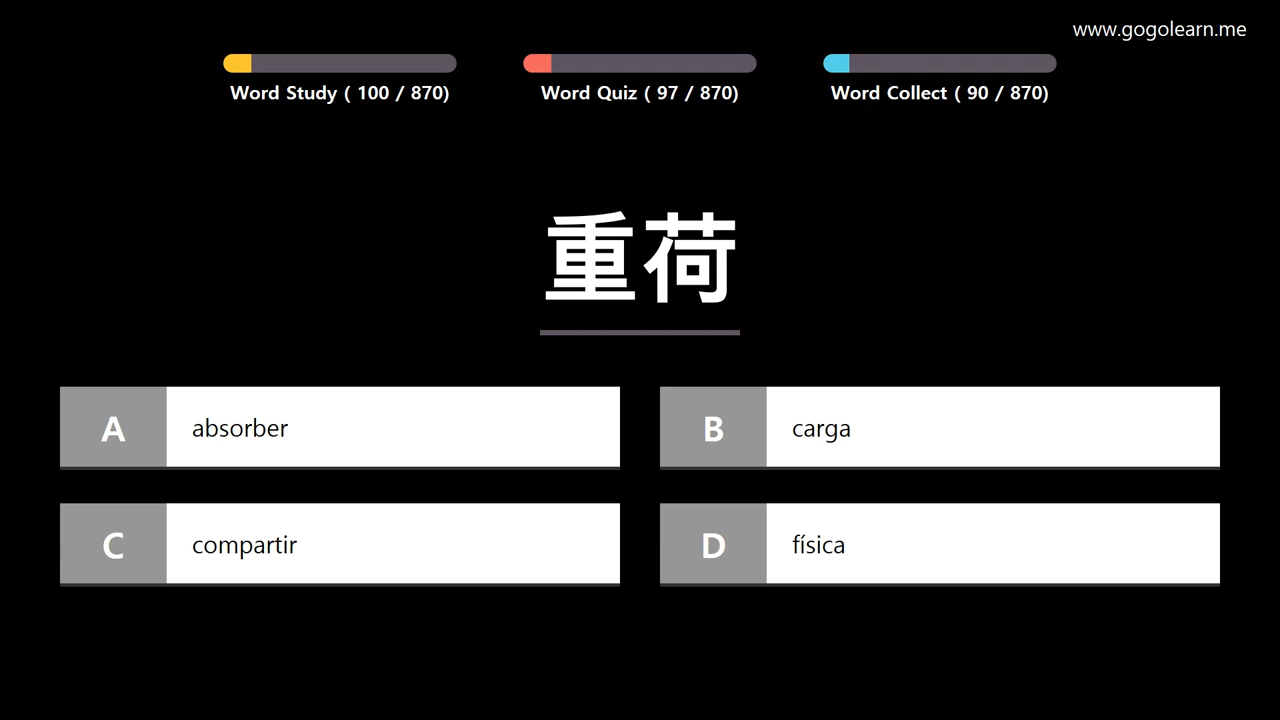 www.gogolearn.me
Word Study ( 100 / 870)
Word Quiz ( 97 / 870)
Word Collect ( 90 / 870)
重荷
A absorber
B carga
C compartir
D física